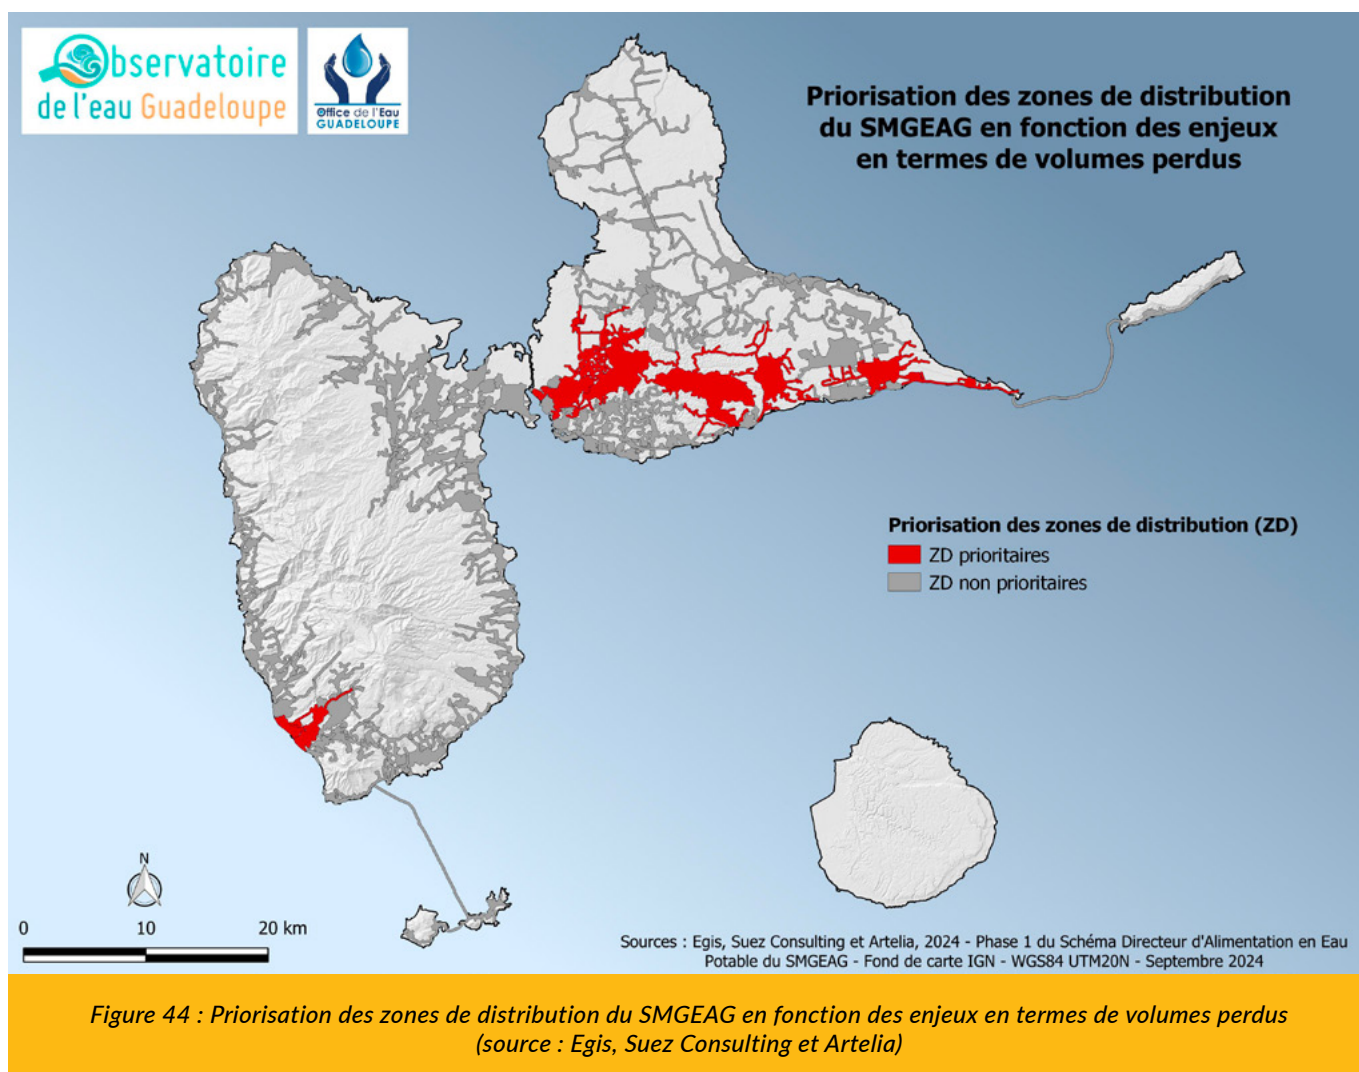 Observatoire
de l'eau Guadeloupe
Office de l'Eau
GUADELOUPE
Priorisation des zones de distribution
du SMGEAG en fonction des enjeux
en termes de volumes perdus
Priorisation des zones de distribution (ZD)
ZD prioritaires
ZD non prioritaires
N
0 10 20 km
Sources : Egis, Suez Consulting et Artelia, 2024 - Phase 1 du Schéma Directeur d'Alimentation en Eau
Potable du SMGEAG - Fond de carte IGN - WGS84 UTM20N - Septembre 2024
Figure 44 : Priorisation des zones de distribution du SMGEAG en fonction des enjeux en termes de volumes perdus
(source : Egis, Suez Consulting et Artelia)